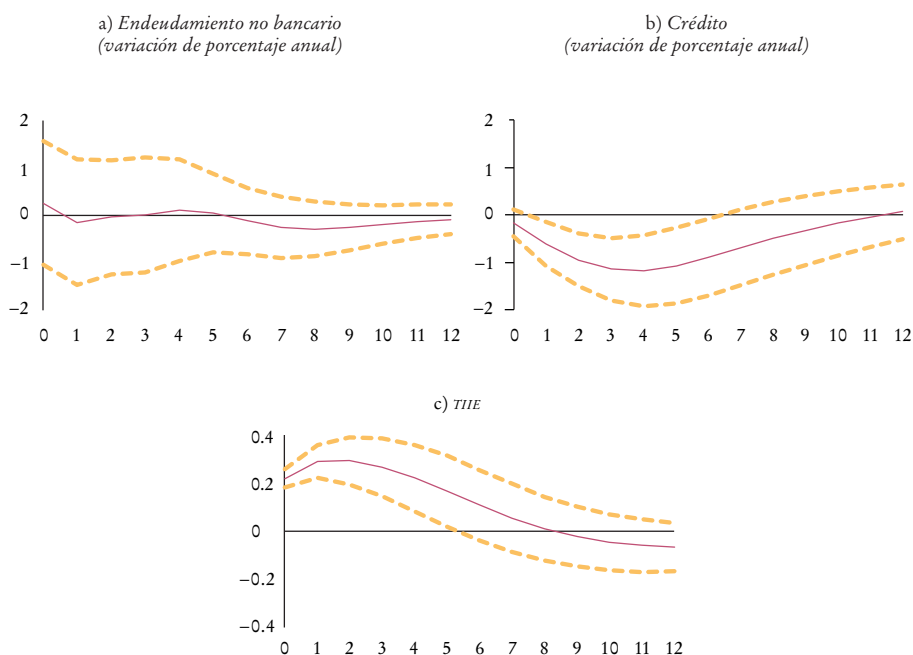 a) Endeudamiento no bancario
(variación de porcentaje anual)
b) Crédito
(variación de porcentaje anual)
2
1
0
−1
−2
0 1 2 3 4 5 6 7 8 9 10 11 12
2
1
0
−1
−2
0 1 2 3 4 5 6 7 8 9 10 11 12
c) TIIE
0.4
0.2
0
−0.2
−0.4
0 1 2 3 4 5 6 7 8 9 10 11 12